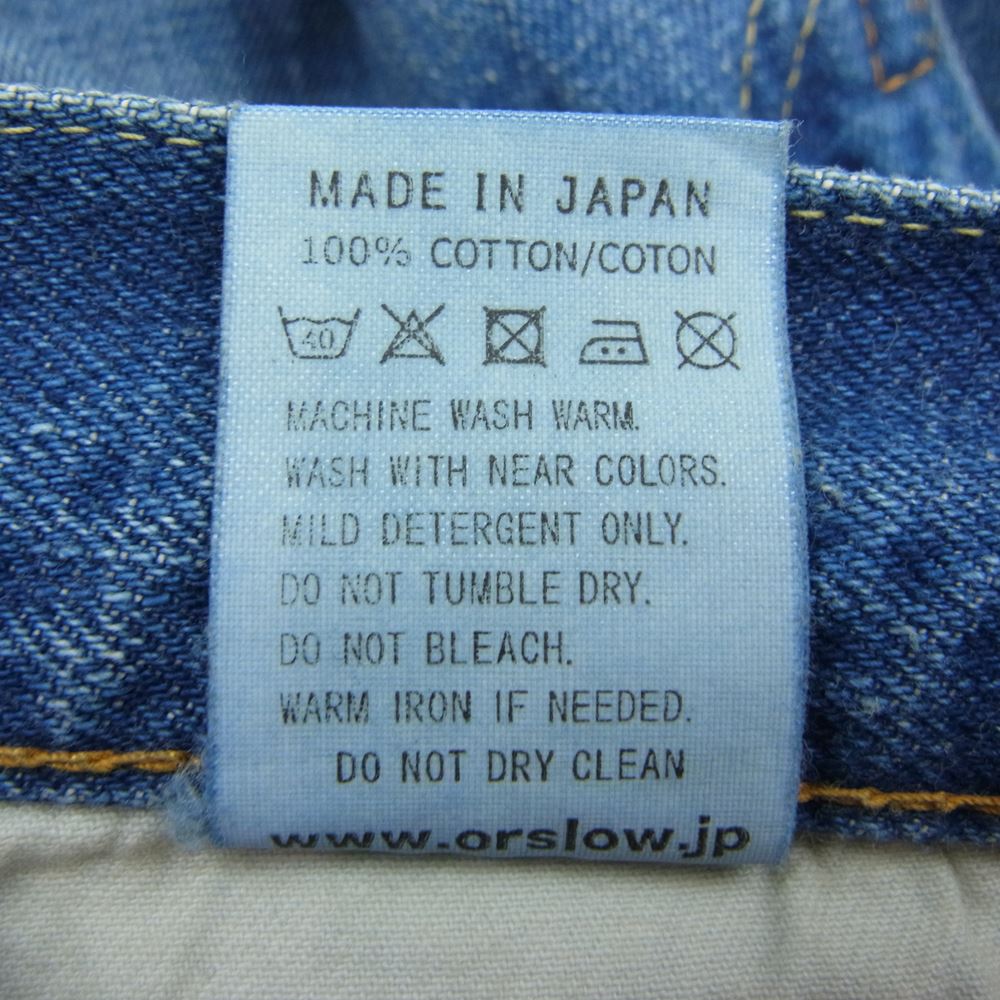 MADE IN JAPAN
100% COTTON/COTON
40
MACHINE WASH WARM.
WASH WITH NEAR COLORS.
MILD DETERGENT ONLY.
DO NOT TUMBLE DRY.
DO NOT BLEACH.
WARM IRON IF NEEDED.
DO NOT DRY CLEAN
www.orslow.jp